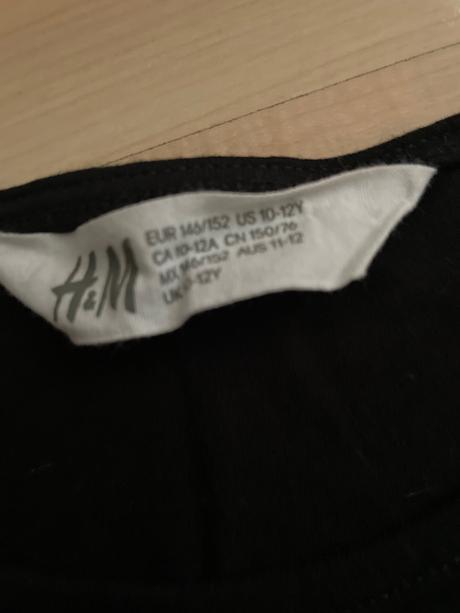 H&M
EUR 146/152 US 10-12Y
CA 10-12A CN 150/76
MX 146/152 AUS 11-12
UK -12Y